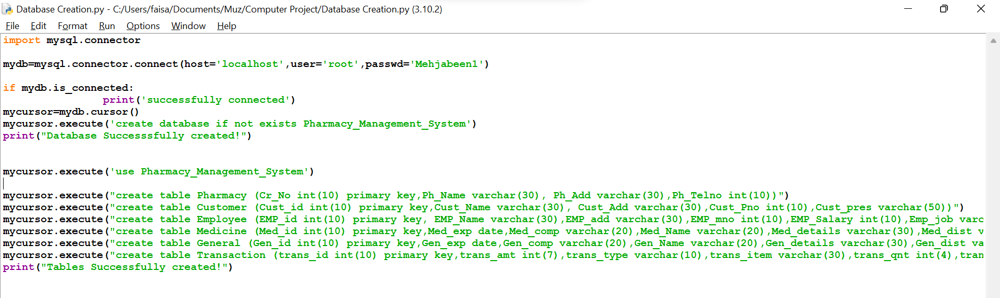 Database Creation.py - C:/Users/faisa/Documents/Muz/Computer Project/Database Creation.py (3.10.2)
File Edit Format Run Options Window Help
import mysql.connector
mydb=mysql.connector.connect(host='localhost',user='root',passwd='Mehjabeen1')
if mydb.is_connected:
print('successfully connected')
mycursor=mydb.cursor()
mycursor.execute('create database if not exists Pharmacy_Management_System')
print("Database Successsfully created!")
mycursor.execute('use Pharmacy_Management_System')
mycursor.execute("create table Pharmacy (Cr_No int(10) primary key,Ph_Name varchar(30), Ph_Add varchar(30),Ph_Telno int(10))")
mycursor.execute("create table Customer (Cust_id int(10) primary key,Cust_Name varchar(30), Cust_Add varchar(30),Cust_Pno int(10),Cust_pres varchar(50))")
mycursor.execute("create table Employee (EMP_id int(10) primary key, EMP_Name varchar(30),EMP_add varchar(30),EMP_mno int(10),EMP_Salary int(10),Emp_job varc
mycursor.execute("create table Medicine (Med_id int(10) primary key,Med_exp date,Med_comp varchar(20),Med_Name varchar(20),Med_details varchar(30),Med_dist v
mycursor.execute("create table General (Gen_id int(10) primary key,Gen_exp date,Gen_comp varchar(20),Gen_Name varchar(20),Gen_details varchar(30),Gen_dist va
mycursor.execute("create table Transaction (trans_id int(10) primary key,trans_amt int(7),trans_type varchar(10),trans_item varchar(30),trans_qnt int(4),tran
print("Tables Successfully created!")